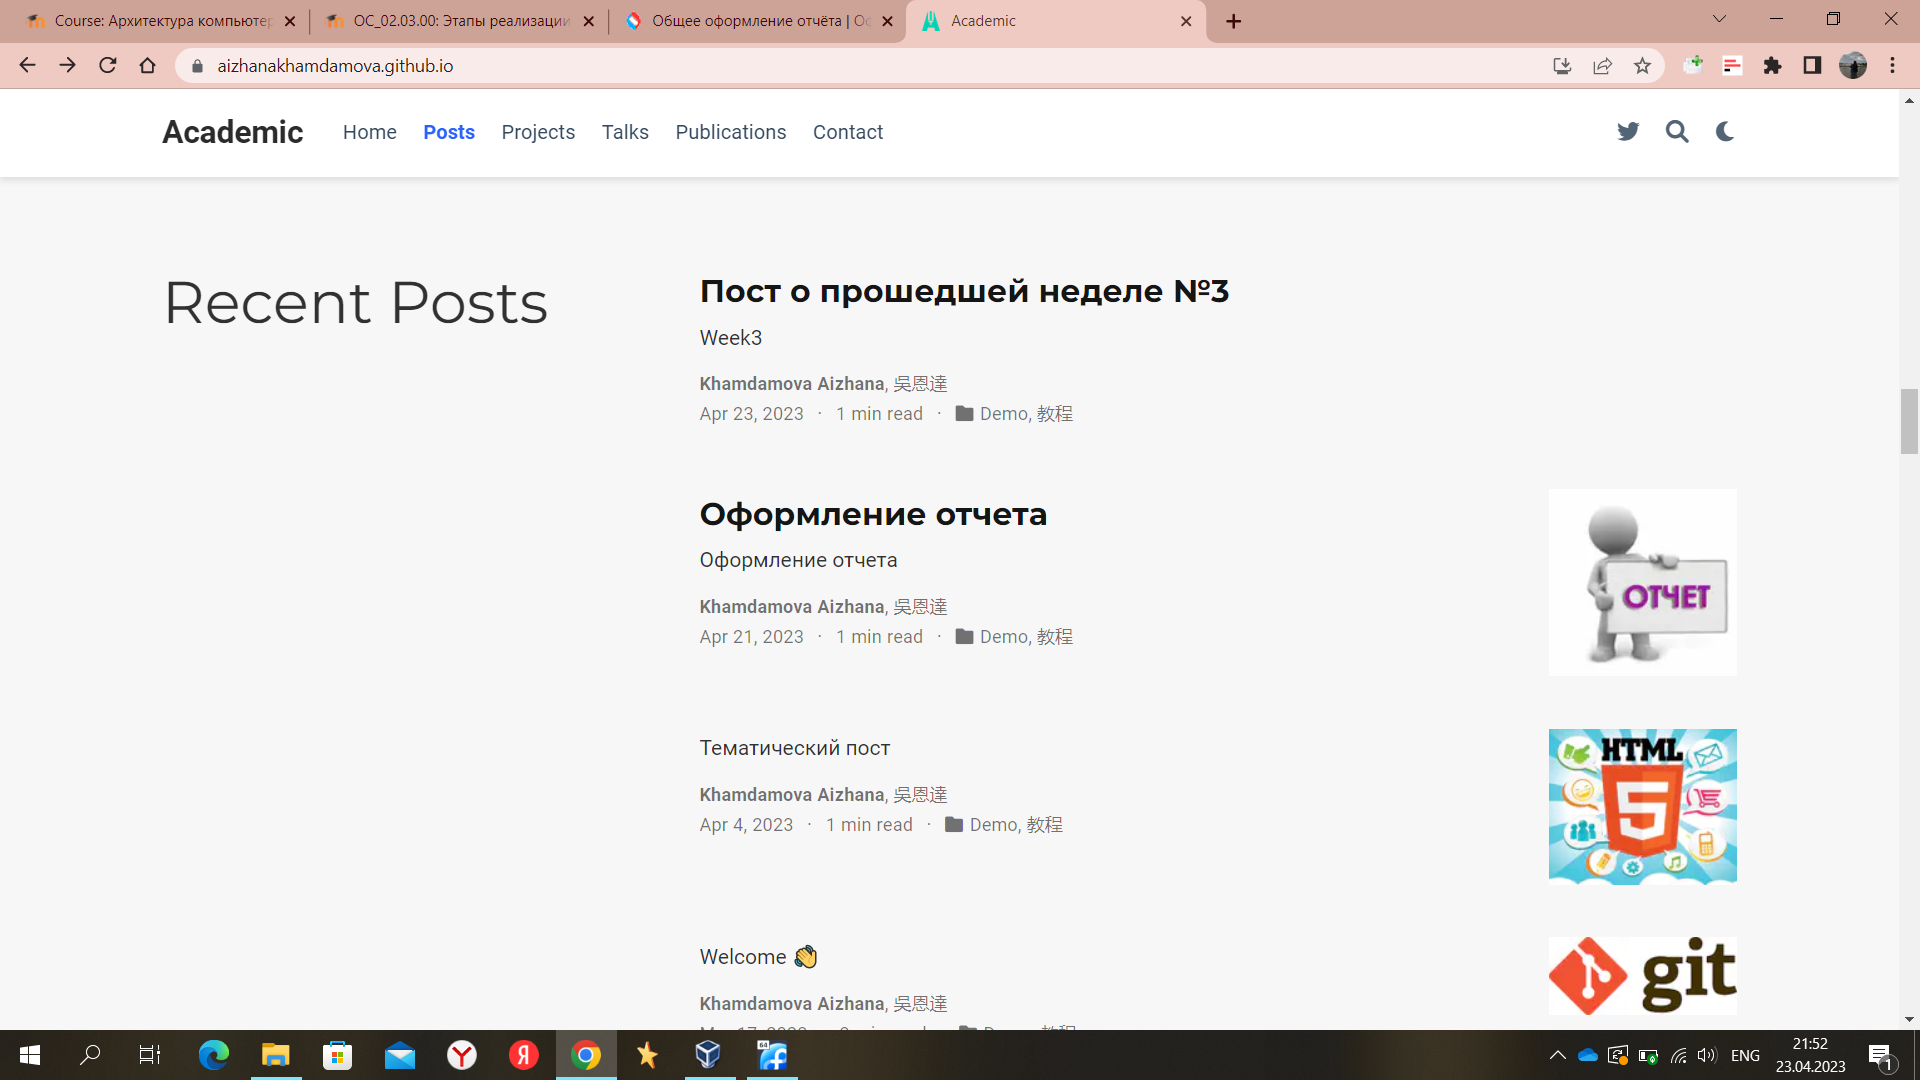 Course: Архитектура компьютер
ОС_02.03.00: Этапы реализации
Общее оформление отчёта | О
Academic
aizhanakhamdamova.github.io
Academic
Home
Posts
Projects
Talks
Publications
Contact
Recent Posts
Пост о прошедшей неделе №3
Week3
Khamdamova Aizhana, 吳恩達
Apr 23, 2023 · 1 min read · Demo, 教程
Оформление отчета
Оформление отчета
Khamdamova Aizhana, 吳恩達
Apr 21, 2023 · 1 min read · Demo, 教程
ОТЧЕТ
Тематический пост
Khamdamova Aizhana, 吳恩達
Apr 4, 2023 · 1 min read · Demo, 教程
HTML
5
Welcome 👋
Khamdamova Aizhana, 吳恩達
git
64
ENG
21:52
23.04.2023
1